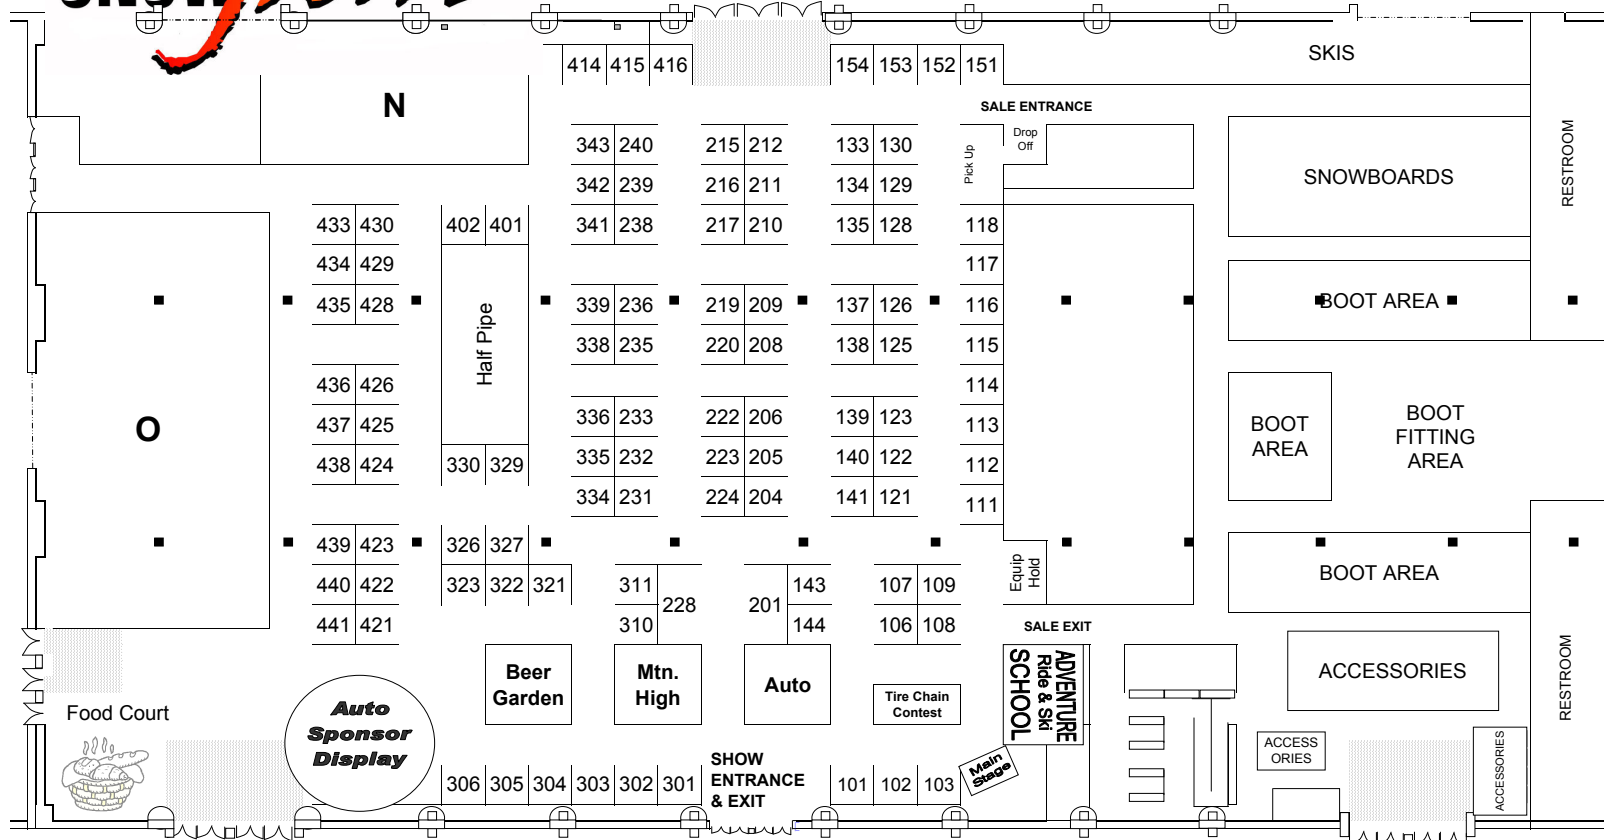 SNOW
414 415 416
154 153 152 151
SKIS
N
SALE ENTRANCE
Drop
Off
Pick Up
343 240
342 239
341 238
215 212
216 211
217 210
133 130
134 129
135 128
SNOWBOARDS
RESTROOM
433 430
434 429
435 428
402 401
Half Pipe
339 236
338 235
219 209
220 208
137 126
138 125
118
117
116
115
114
113
112
111
BOOT AREA
O
436 426
437 425
438 424
330 329
336 233
335 232
334 231
222 206
223 205
224 204
139 123
140 122
141 121
BOOT
AREA
BOOT
FITTING
AREA
439 423
440 422
441 421
326 327
323 322 321
311
310
228
201
143
144
107 109
106 108
Equip
Hold
BOOT AREA
SALE EXIT
Beer
Garden
Mtn.
High
Auto
Tire Chain
Contest
ADVENTURE
Ride & Ski
SCHOOL
ACCESSORIES
RESTROOM
Food Court
Auto
Sponsor
Display
306 305 304 303 302 301
SHOW
ENTRANCE
& EXIT
101 102 103
Main
Stage
ACCESS
ORIES
ACCESSORIES